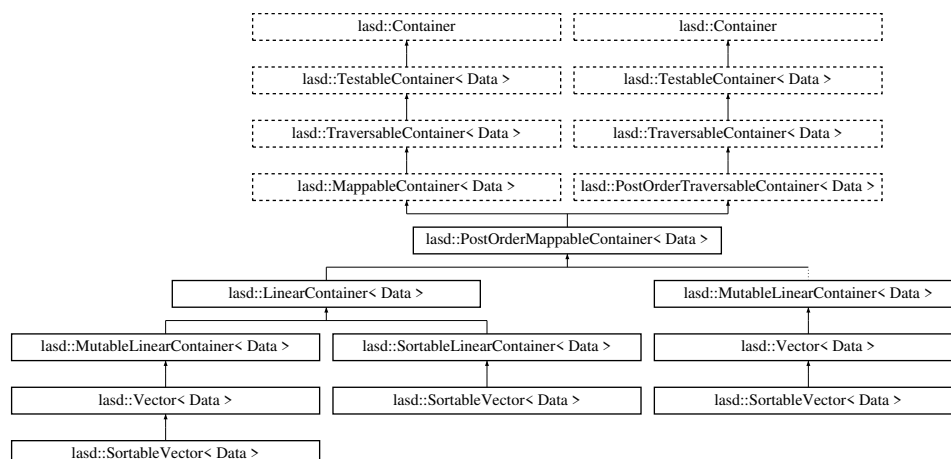 lasd::Container lasd::Container
lasd::TestableContainer< Data > lasd::TestableContainer< Data >
lasd::TraversableContainer< Data > lasd::TraversableContainer< Data >
lasd::MappableContainer< Data > lasd::PostOrderTraversableContainer< Data >
lasd::PostOrderMappableContainer< Data >
lasd::LinearContainer< Data > lasd::MutableLinearContainer< Data >
lasd::MutableLinearContainer< Data > lasd::SortableLinearContainer< Data > lasd::Vector< Data >
lasd::Vector< Data > lasd::SortableVector< Data > lasd::SortableVector< Data >
lasd::SortableVector< Data >